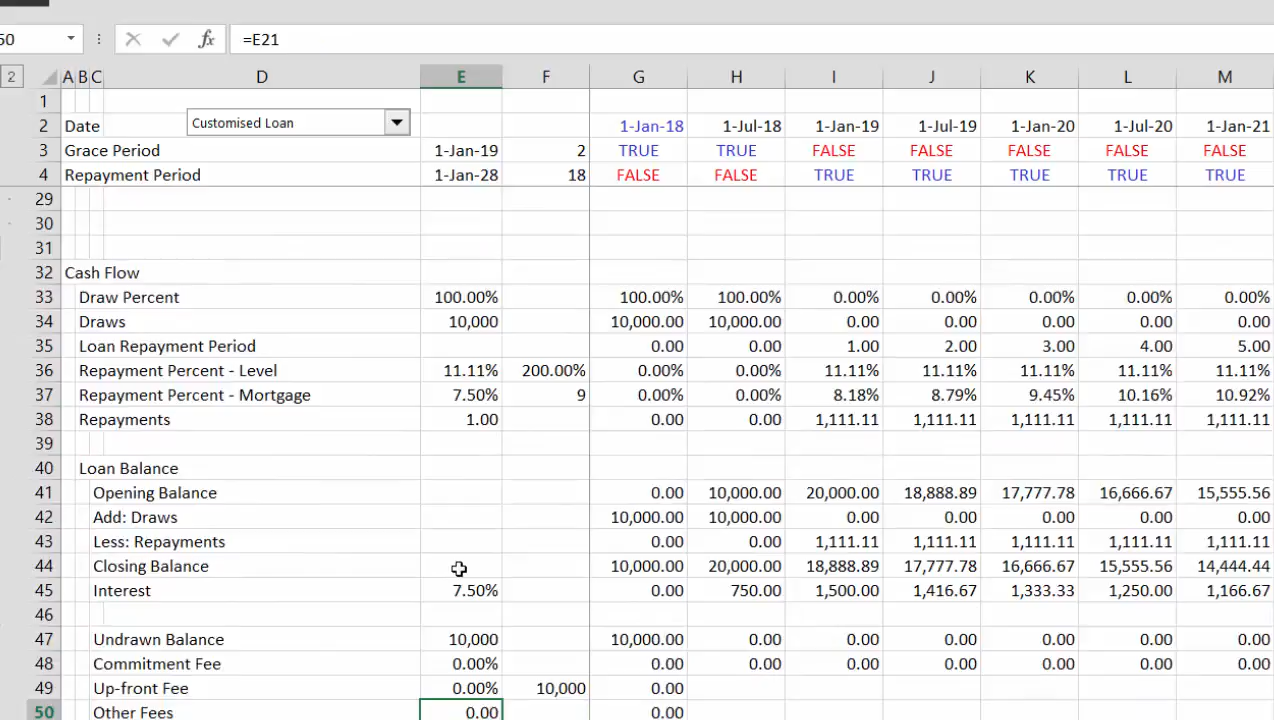 50 =E21
2 A B C D E F G H I J K L M
1
2 Date Customised Loan 1-Jan-18 1-Jul-18 1-Jan-19 1-Jul-19 1-Jan-20 1-Jul-20 1-Jan-21
3 Grace Period 1-Jan-19 2 TRUE TRUE FALSE FALSE FALSE FALSE FALSE
4 Repayment Period 1-Jan-28 18 FALSE FALSE TRUE TRUE TRUE TRUE TRUE
29
30
31
32 Cash Flow
33 Draw Percent 100.00% 100.00% 100.00% 0.00% 0.00% 0.00% 0.00% 0.00%
34 Draws 10,000 10,000.00 10,000.00 0.00 0.00 0.00 0.00 0.00
35 Loan Repayment Period 0.00 0.00 1.00 2.00 3.00 4.00 5.00
36 Repayment Percent - Level 11.11% 200.00% 0.00% 0.00% 11.11% 11.11% 11.11% 11.11% 11.11%
37 Repayment Percent - Mortgage 7.50% 9 0.00% 0.00% 8.18% 8.79% 9.45% 10.16% 10.92%
38 Repayments 1.00 0.00 0.00 1,111.11 1,111.11 1,111.11 1,111.11 1,111.11
39
40 Loan Balance
41 Opening Balance 0.00 10,000.00 20,000.00 18,888.89 17,777.78 16,666.67 15,555.56
42 Add: Draws 10,000.00 10,000.00 0.00 0.00 0.00 0.00 0.00
43 Less: Repayments 0.00 0.00 1,111.11 1,111.11 1,111.11 1,111.11 1,111.11
44 Closing Balance 10,000.00 20,000.00 18,888.89 17,777.78 16,666.67 15,555.56 14,444.44
45 Interest 7.50% 0.00 750.00 1,500.00 1,416.67 1,333.33 1,250.00 1,166.67
46
47 Undrawn Balance 10,000 10,000.00 0.00 0.00 0.00 0.00 0.00 0.00
48 Commitment Fee 0.00% 0.00 0.00 0.00 0.00 0.00 0.00 0.00
49 Up-front Fee 0.00% 10,000 0.00
50 Other Fees 0.00 0.00